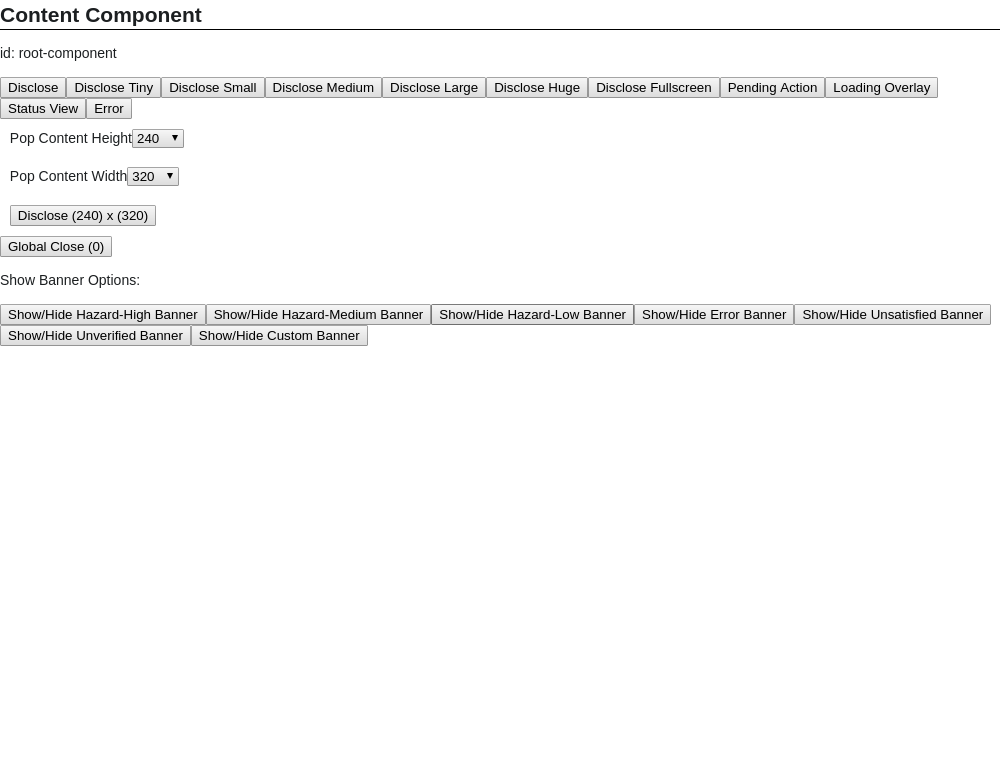 Content Component
id: root-component
Disclose Disclose Tiny Disclose Small Disclose Medium Disclose Large Disclose Huge Disclose Fullscreen Pending Action Loading Overlay
Status View Error
Pop Content Height 240
Pop Content Width 320
Disclose (240) x (320)
Global Close (0)
Show Banner Options:
Show/Hide Hazard-High Banner Show/Hide Hazard-Medium Banner Show/Hide Hazard-Low Banner Show/Hide Error Banner Show/Hide Unsatisfied Banner
Show/Hide Unverified Banner Show/Hide Custom Banner